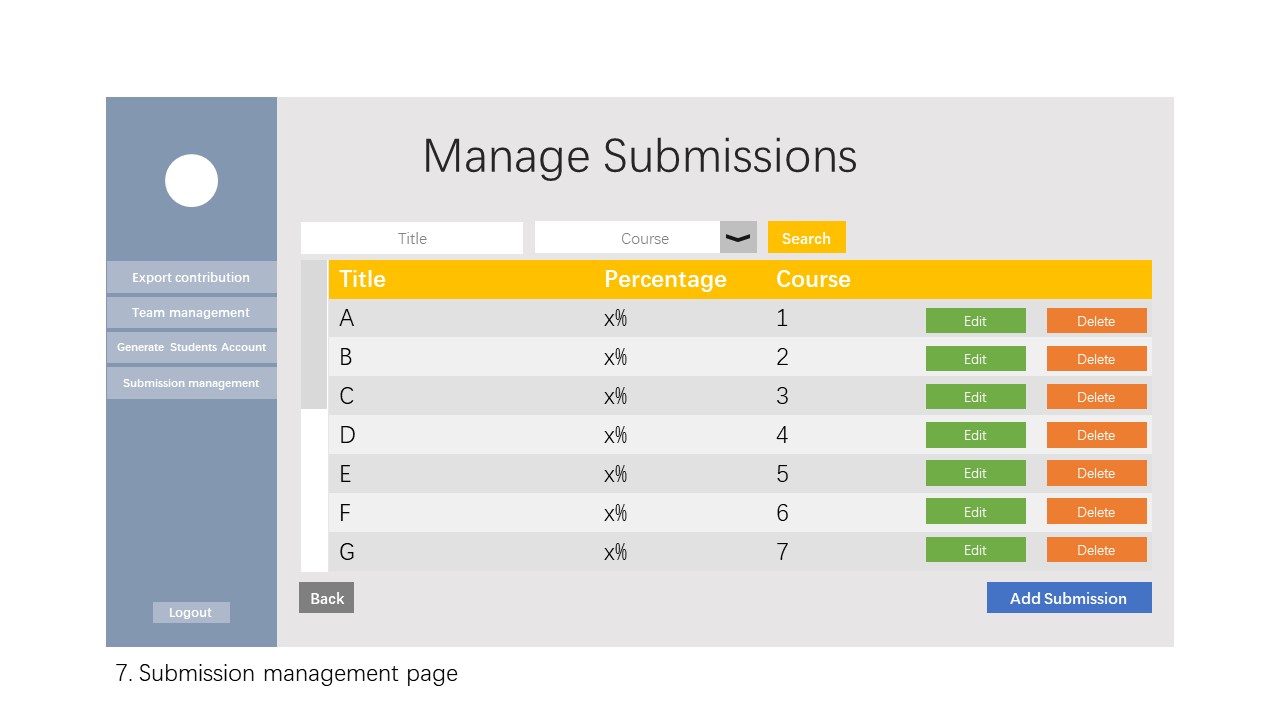 Manage Submissions
Title Course Search
Export contribution
Team management
Generate Students Account
Submission management
Logout
Title Percentage Course
A x% 1 Edit Delete
B x% 2 Edit Delete
C x% 3 Edit Delete
D x% 4 Edit Delete
E x% 5 Edit Delete
F x% 6 Edit Delete
G x% 7 Edit Delete
Back Add Submission
7. Submission management page